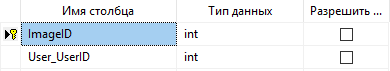 Имя столбца Тип данных Разрешить ...
ImageID int
User_UserID int